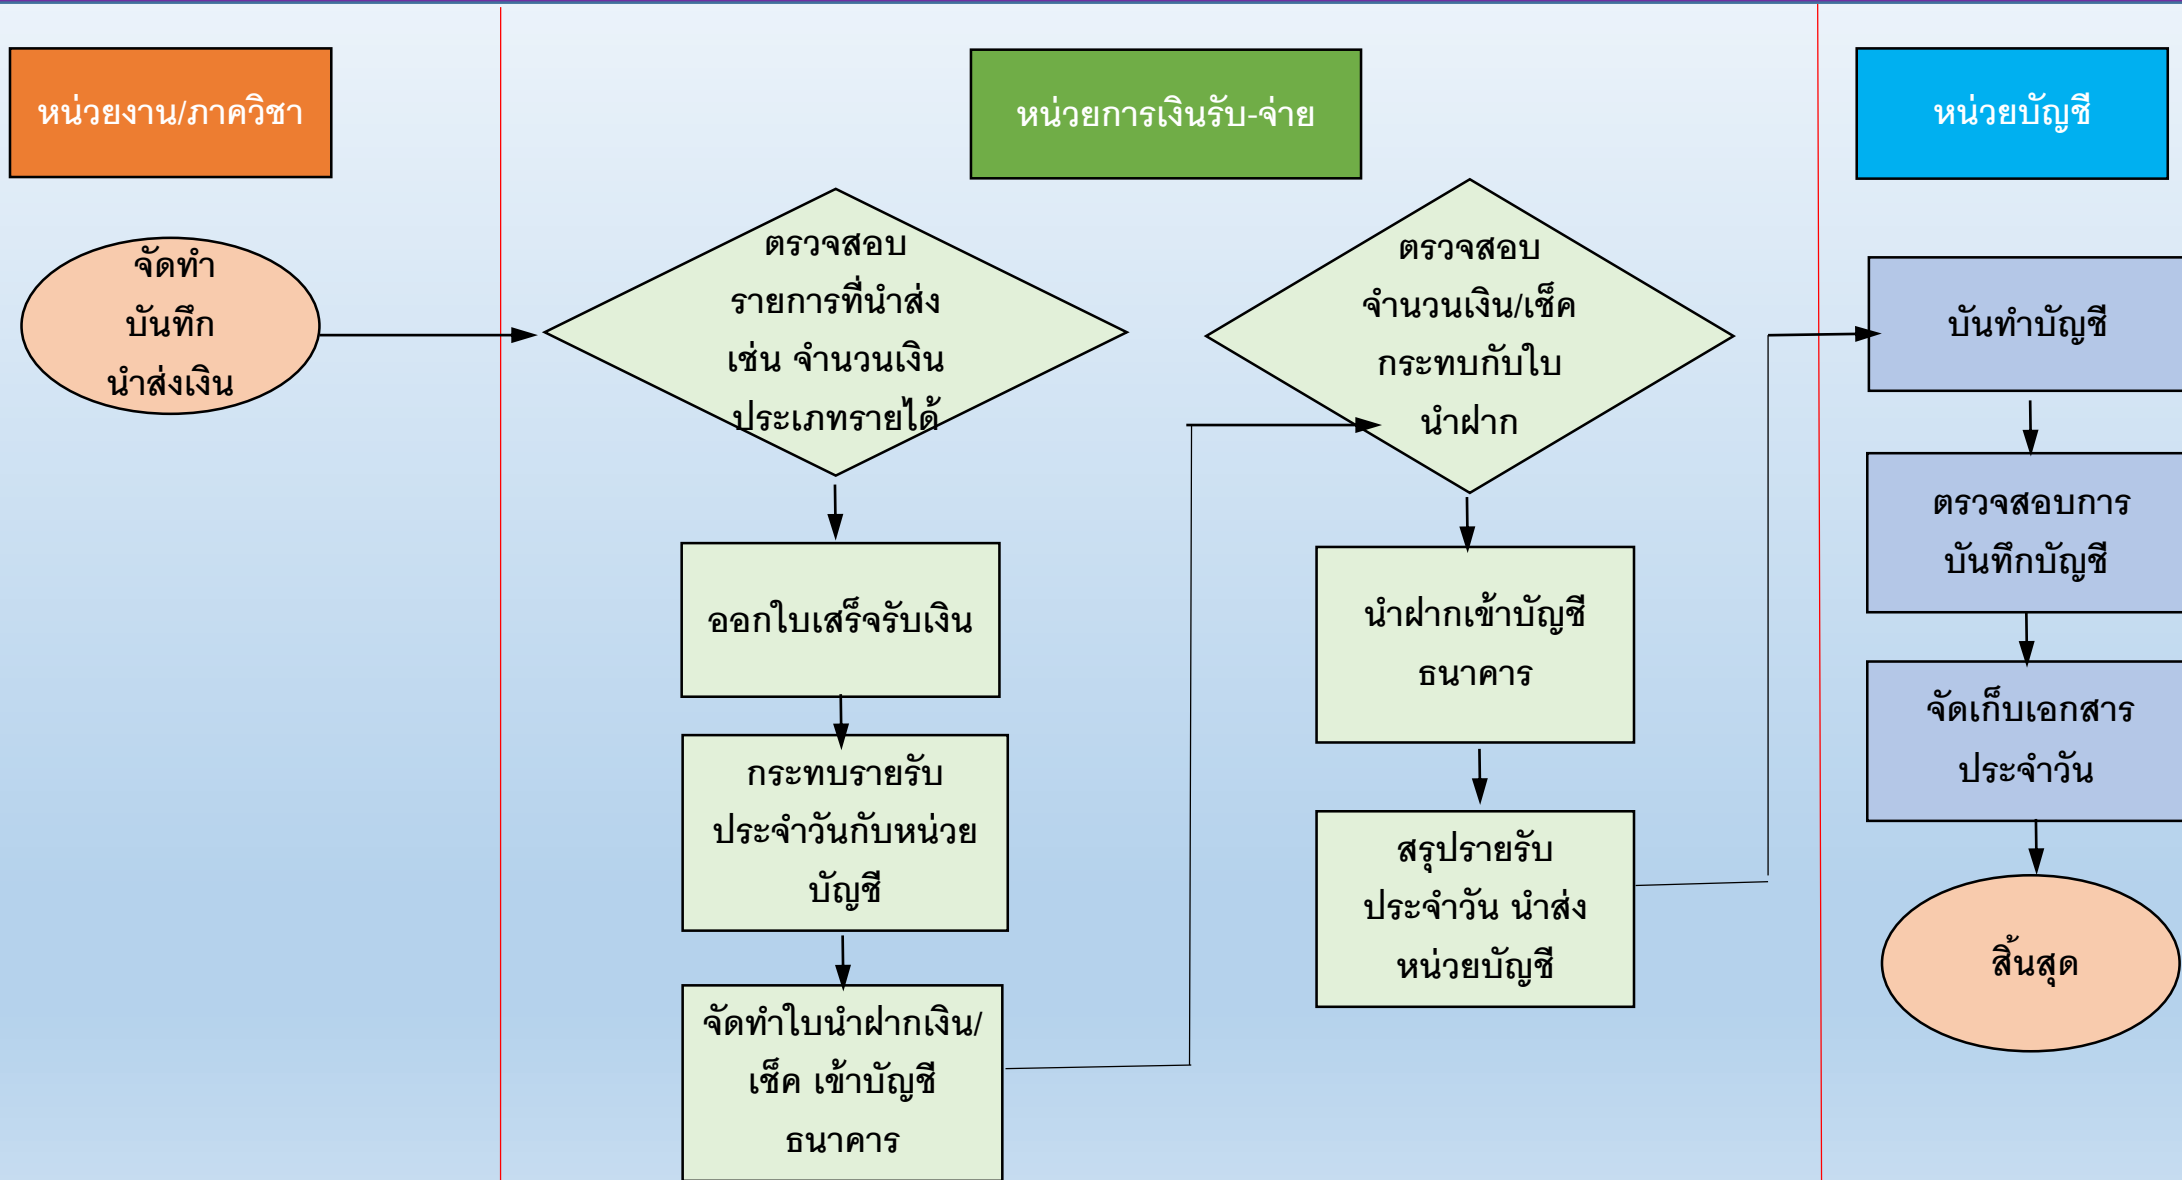 หน่วยงาน/ภาควิชา
หน่วยการเงินรับ-จ่าย
หน่วยบัญชี
จัดทำ
บันทึก
นำส่งเงิน
ตรวจสอบ
รายการที่นำส่ง
เช่น จำนวนเงิน
ประเภทรายได้
ออกใบเสร็จรับเงิน
กระทบรายรับ
ประจำวันกับหน่วย
บัญชี
จัดทำใบนำฝากเงิน/
เช็ค เข้าบัญชี
ธนาคาร
ตรวจสอบ
จำนวนเงิน/เช็ค
กระทบกับใบ
นำฝาก
นำฝากเข้าบัญชี
ธนาคาร
สรุปรายรับ
ประจำวัน นำส่ง
หน่วยบัญชี
บันทำบัญชี
ตรวจสอบการ
บันทึกบัญชี
จัดเก็บเอกสาร
ประจำวัน
สิ้นสุด